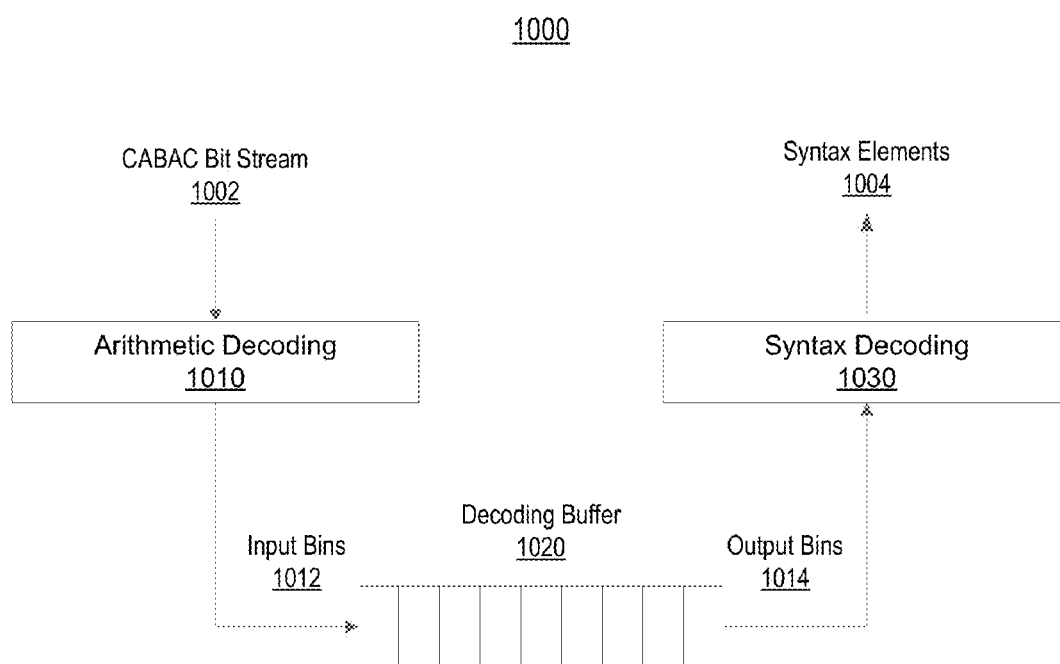 1000
CABAC Bit Stream
1002
Syntax Elements
1004
Arithmetic Decoding
1010
Syntax Decoding
1030
Decoding Buffer
1020
Input Bins
1012
Output Bins
1014